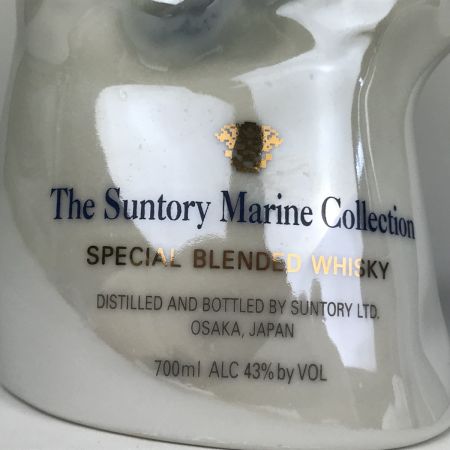 The Suntory Marine Collection
SPECIAL BLENDED WHISKY
DISTILLED AND BOTTLED BY SUNTORY LTD.
OSAKA, JAPAN
700ml ALC 43% by VOL